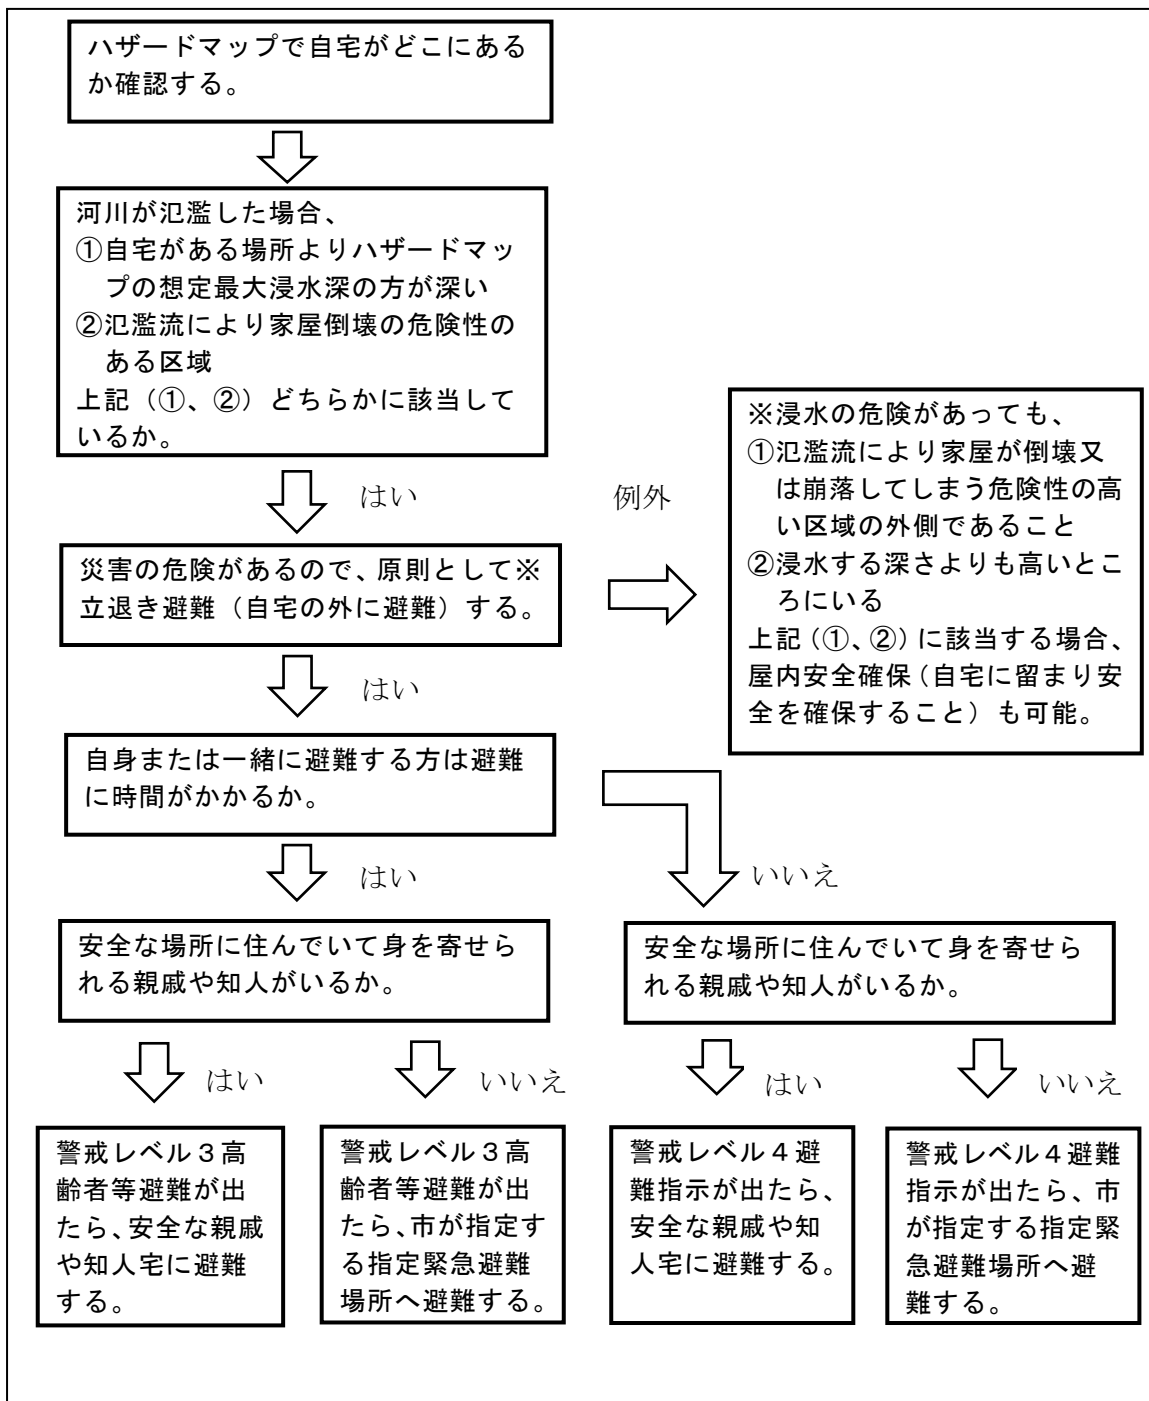 ハザードマップで自宅がどこにある
か確認する。
河川が氾濫した場合、
①自宅がある場所よりハザードマッ
プの想定最大浸水深の方が深い
②氾濫流により家屋倒壊の危険性の
ある区域
上記（①、②）どちらかに該当して
いるか。
はい
例外
※浸水の危険があっても、
①氾濫流により家屋が倒壊又
は崩落してしまう危険性の高
い区域の外側であること
②浸水する深さよりも高いとこ
ろにいる
上記（①、②）に該当する場合、
屋内安全確保（自宅に留まり安
全を確保すること）も可能。
災害の危険があるので、原則として※
立退き避難（自宅の外に避難）する。
はい
自身または一緒に避難する方は避難
に時間がかかるか。
はい
いいえ
安全な場所に住んでいて身を寄せら
れる親戚や知人がいるか。
安全な場所に住んでいて身を寄せら
れる親戚や知人がいるか。
はい
いいえ
はい
いいえ
警戒レベル３高
齢者等避難が出
たら、安全な親戚
や知人宅に避難
する。
警戒レベル３高
齢者等避難が出
たら、市が指定す
る指定緊急避難
場所へ避難する。
警戒レベル４避
難指示が出たら、
安全な親戚や知
人宅に避難する。
警戒レベル４避難
指示が出たら、市
が指定する指定緊
急避難場所へ避
難する。